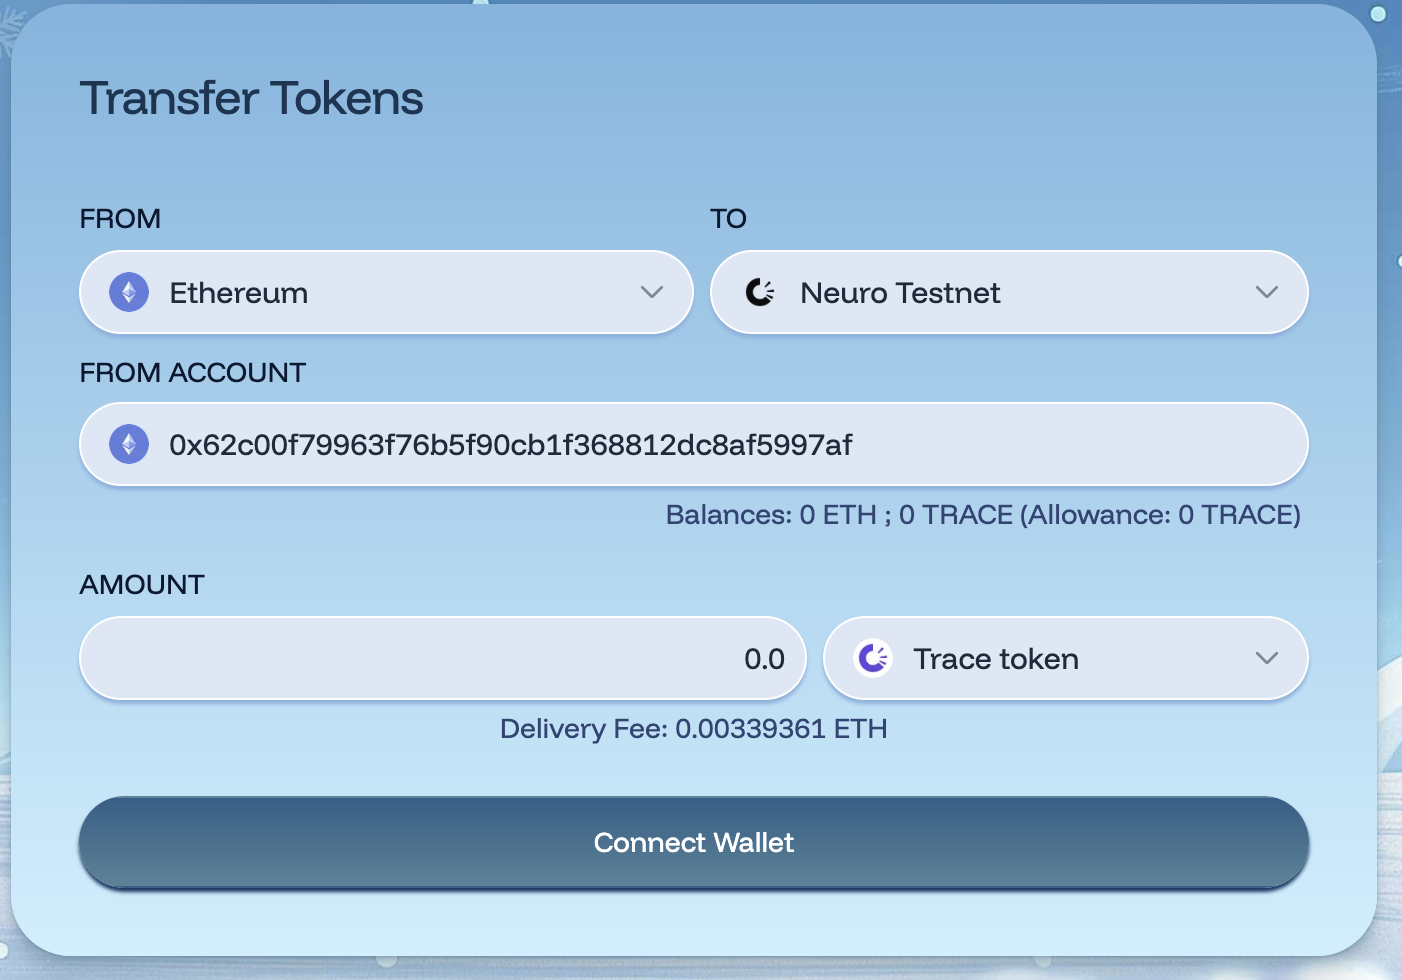 Transfer Tokens
FROM
TO
Ethereum
Neuro Testnet
FROM ACCOUNT
0x62c00f79963f76b5f90cb1f368812dc8af5997af
Balances: 0 ETH ; 0 TRACE (Allowance: 0 TRACE)
AMOUNT
0.0
Trace token
Delivery Fee: 0.00339361 ETH
Connect Wallet